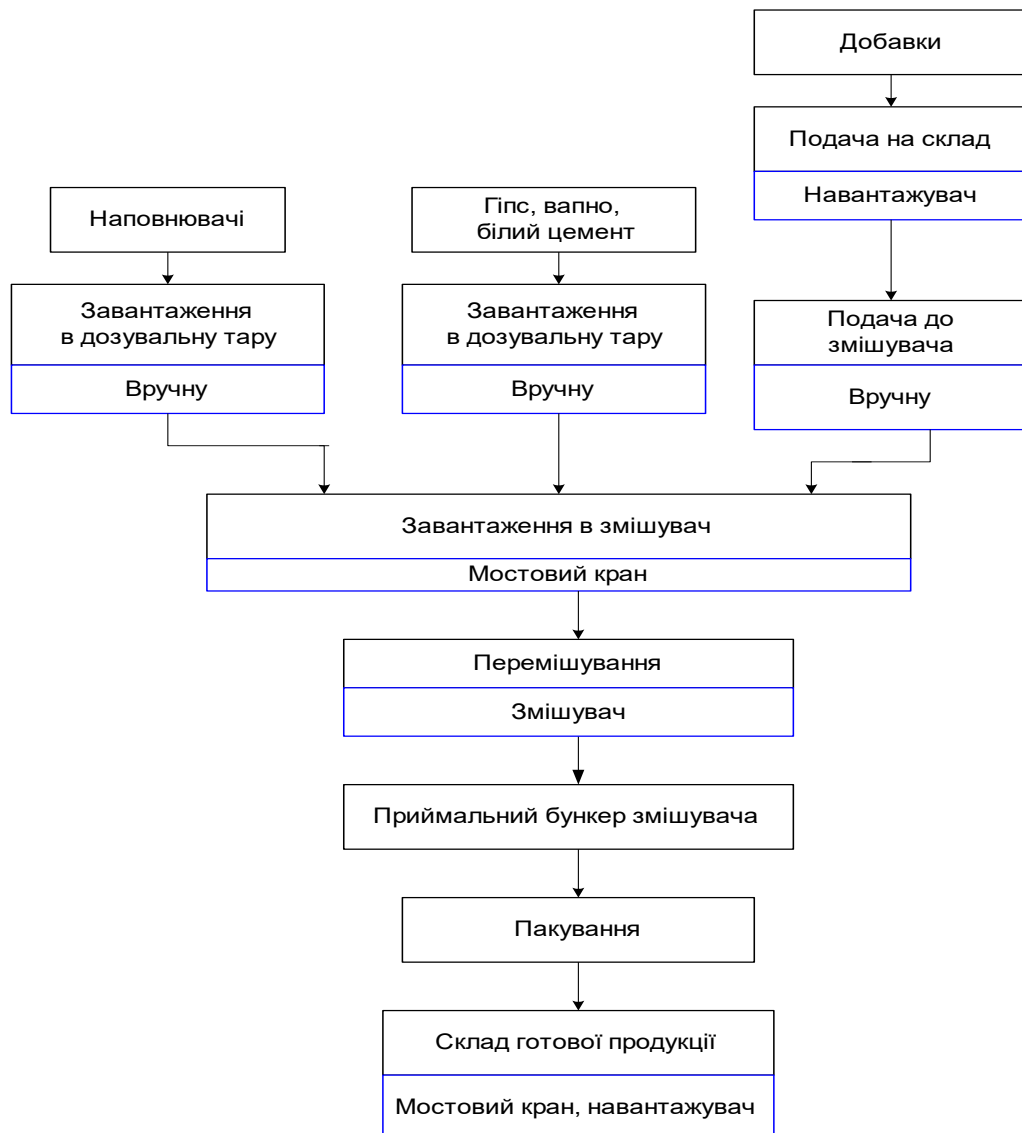 Добавки
Подача на склад
Навантажувач
Наповнювачі
Гіпс, вапно,
білий цемент
Завантаження
в дозувальну тару
Вручну
Завантаження
в дозувальну тару
Вручну
Подача до
змішувача
Вручну
Завантаження в змішувач
Мостовий кран
Перемішування
Змішувач
Приймальний бункер змішувача
Пакування
Склад готової продукції
Мостовий кран, навантажувач